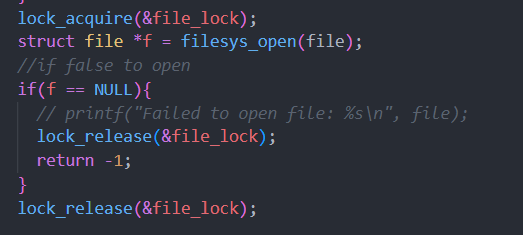 }
lock_acquire(&file_lock);
struct file *f = filesys_open(file);
//if false to open
if(f == NULL){
// printf("Failed to open file: %s\n", file);
lock_release(&file_lock);
return -1;
}
lock_release(&file_lock);